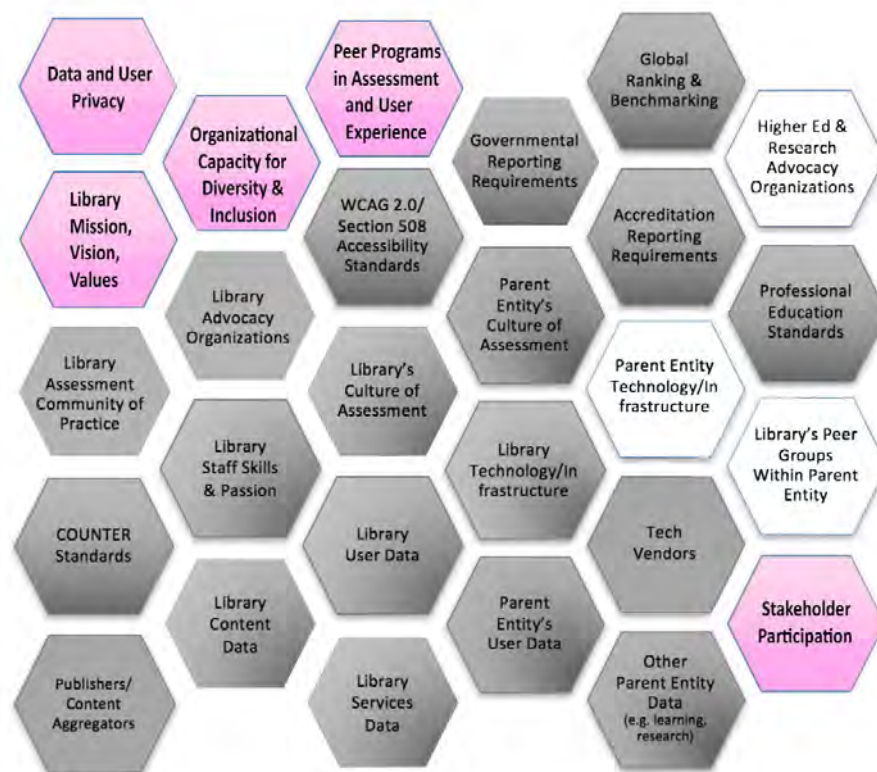 Data and User
Privacy
Library
Mission,
Vision,
Values
Library
Assessment
Community of
Practice
COUNTER
Standards
Publishers/
Content
Aggregators
Organizational
Capacity for
Diversity &
Inclusion
Library
Advocacy
Organizations
Library
Staff Skills
& Passion
Library
Content
Data
Peer Programs
in Assessment
and User
Experience
WCAG 2.0/
Section 508
Accessibility
Standards
Library's
Culture of
Assessment
Library
User Data
Library
Services
Data
Governmental
Reporting
Requirements
Parent
Entity's
Culture of
Assessment
Library
Technology/In
frastructure
Parent
Entity's
User Data
Global
Ranking &
Benchmarking
Accreditation
Reporting
Requirements
Parent Entity
Technology/In
frastructure
Tech
Vendors
Other
Parent Entity
Data
(e.g. learning,
research)
Higher Ed &
Research
Advocacy
Organizations
Professional
Education
Standards
Library's Peer
Groups
Within Parent
Entity
Stakeholder
Participation